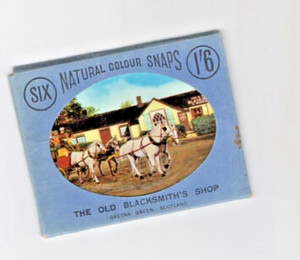 SIX NATURAL COLOUR SNAPS 1'6
THE OLD BLACKSMITH'S SHOP
GRETNA GREEN, SCOTLAND